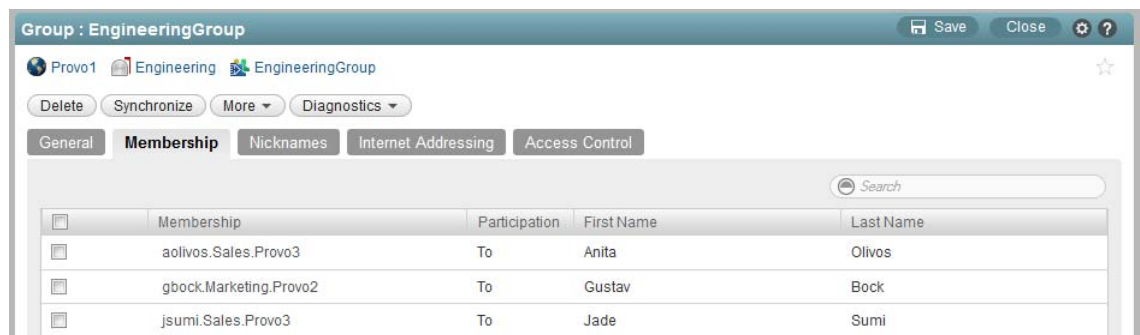 Group : EngineeringGroup Save Close ?
Provo1 Engineering EngineeringGroup
Delete Synchronize More Diagnostics
General Membership Nicknames Internet Addressing Access Control
Search
Membership Participation First Name Last Name
aolivos.Sales.Provo3 To Anita Olivos
gbock.Marketing.Provo2 To Gustav Bock
jsumi.Sales.Provo3 To Jade Sumi